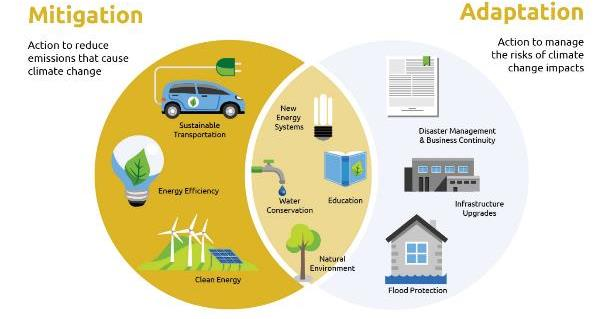 Mitigation
Action to reduce
emissions that cause
climate change
Adaptation
Action to manage
the risks of climate
change impacts
Sustainable
Transportation
Energy Efficiency
Clean Energy
New
Energy
Systems
Water
Conservation
Education
Natural
Environment
Disaster Management
& Business Continuity
Infrastructure
Upgrades
Flood Protection